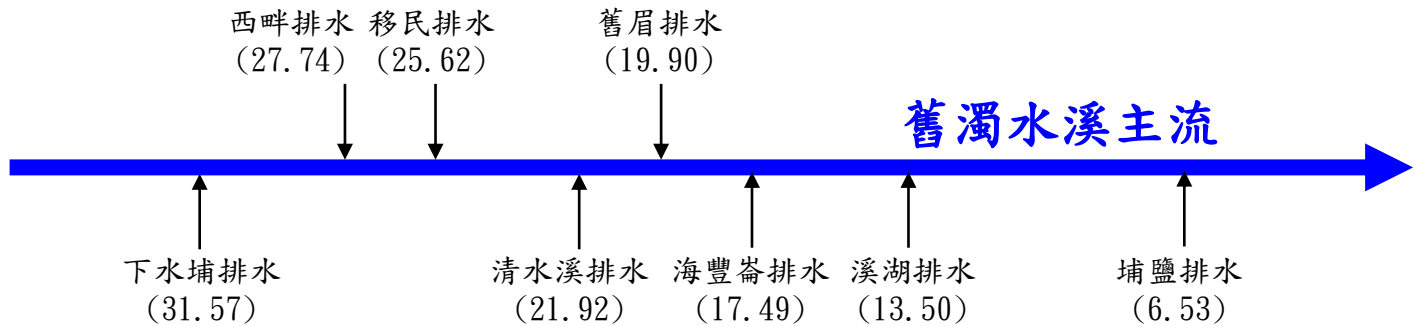 西畔排水 移民排水 舊眉排水
(27.74) (25.62) (19.90)
舊濁水溪主流
下水埔排水 清水溪排水 海豐崙排水 溪湖排水 埔鹽排水
(31.57) (21.92) (17.49) (13.50) (6.53)